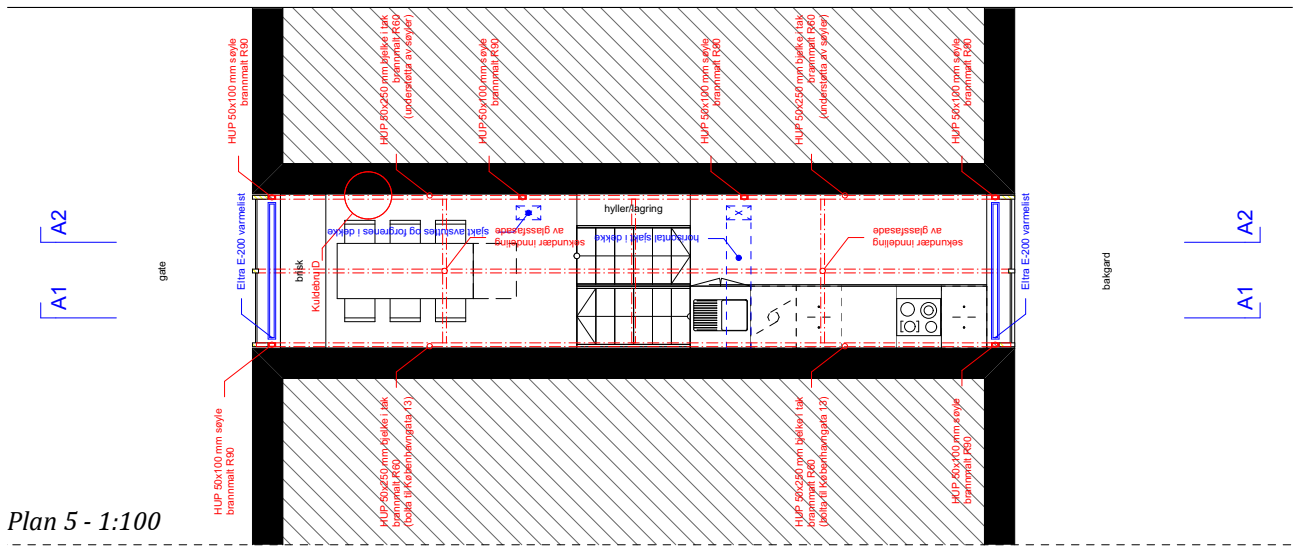 HUP 50x100 mm søyle
brannmalt R90
HUP 50x250 mm bjelke i tak
brannmalt R60
(understøtta av søyler)
HUP 50x100 mm søyle
brannmalt R90
HUP 50x100 mm søyle
brannmalt R90
HUP 50x250 mm bjelke i tak
brannmalt R60
(understøtta av søyler)
HUP 50x100 mm søyle
brannmalt R90
A2
A1
gate
Eltra E-200 varmelist
brisk
Kuldebru D
sjakt avsluttes og forgrenes i dekke
sekundær inndeling
av glassfasade
hyller/lagring
horisontal sjakt i dekke
X
sekundær inndeling
av glassfasade
Eltra E-200 varmelist
bakgard
A2
A1
HUP 50x100 mm søyle
brannmalt R90
HUP 50x250 mm bjelke i tak
brannmalt R60
(bolta til Københavngata 13)
HUP 50x250 mm bjelke i tak
brannmalt R60
(bolta til Københavngata 13)
HUP 50x100 mm søyle
brannmalt R90
Plan 5 - 1:100